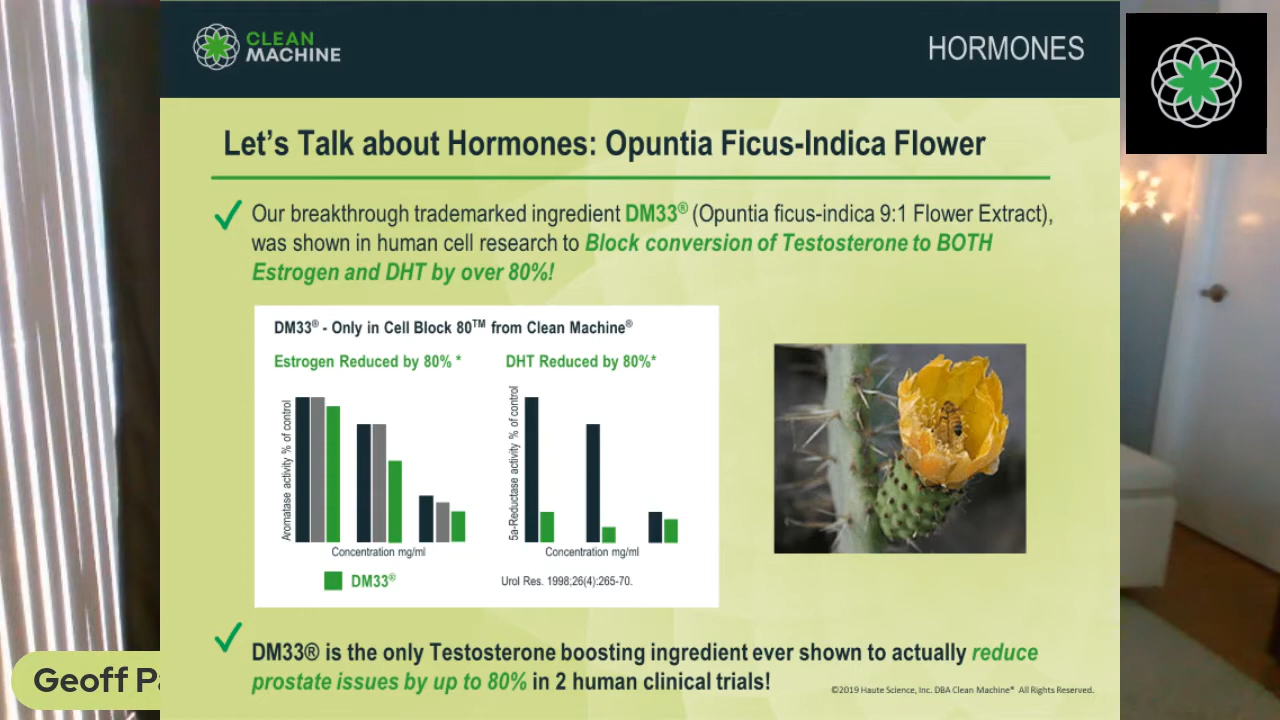 CLEAN
MACHINE
HORMONES
Let's Talk about Hormones: Opuntia Ficus-Indica Flower
Our breakthrough trademarked ingredient DM33® (Opuntia ficus-indica 9:1 Flower Extract),
was shown in human cell research to Block conversion of Testosterone to BOTH
Estrogen and DHT by over 80%!
DM33® - Only in Cell Block 80™ from Clean Machine®
Estrogen Reduced by 80% *
DHT Reduced by 80%*
Aromatase activity % of control
5a-Reductase activity % of control
Concentration mg/ml
Concentration mg/ml
DM33®
Urol Res. 1998;26(4):265-70.
DM33® is the only Testosterone boosting ingredient ever shown to actually reduce
prostate issues by up to 80% in 2 human clinical trials!
©2019 Haute Science, Inc. DBA Clean Machine® All Rights Reserved.
Geoff